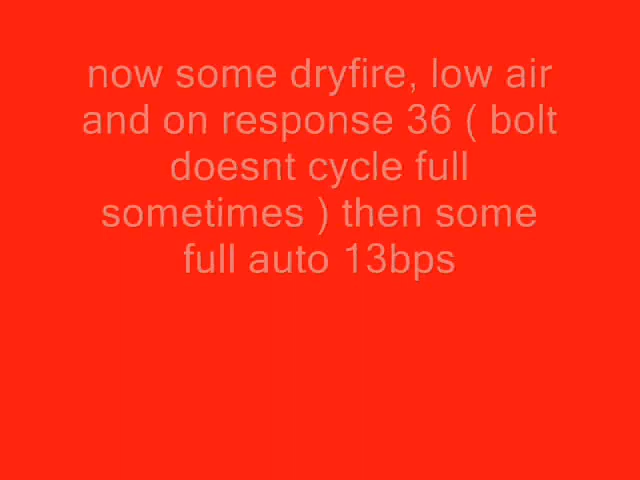 now some dryfire, low air
and on response 36 ( bolt
doesnt cycle full
sometimes ) then some
full auto 13bps